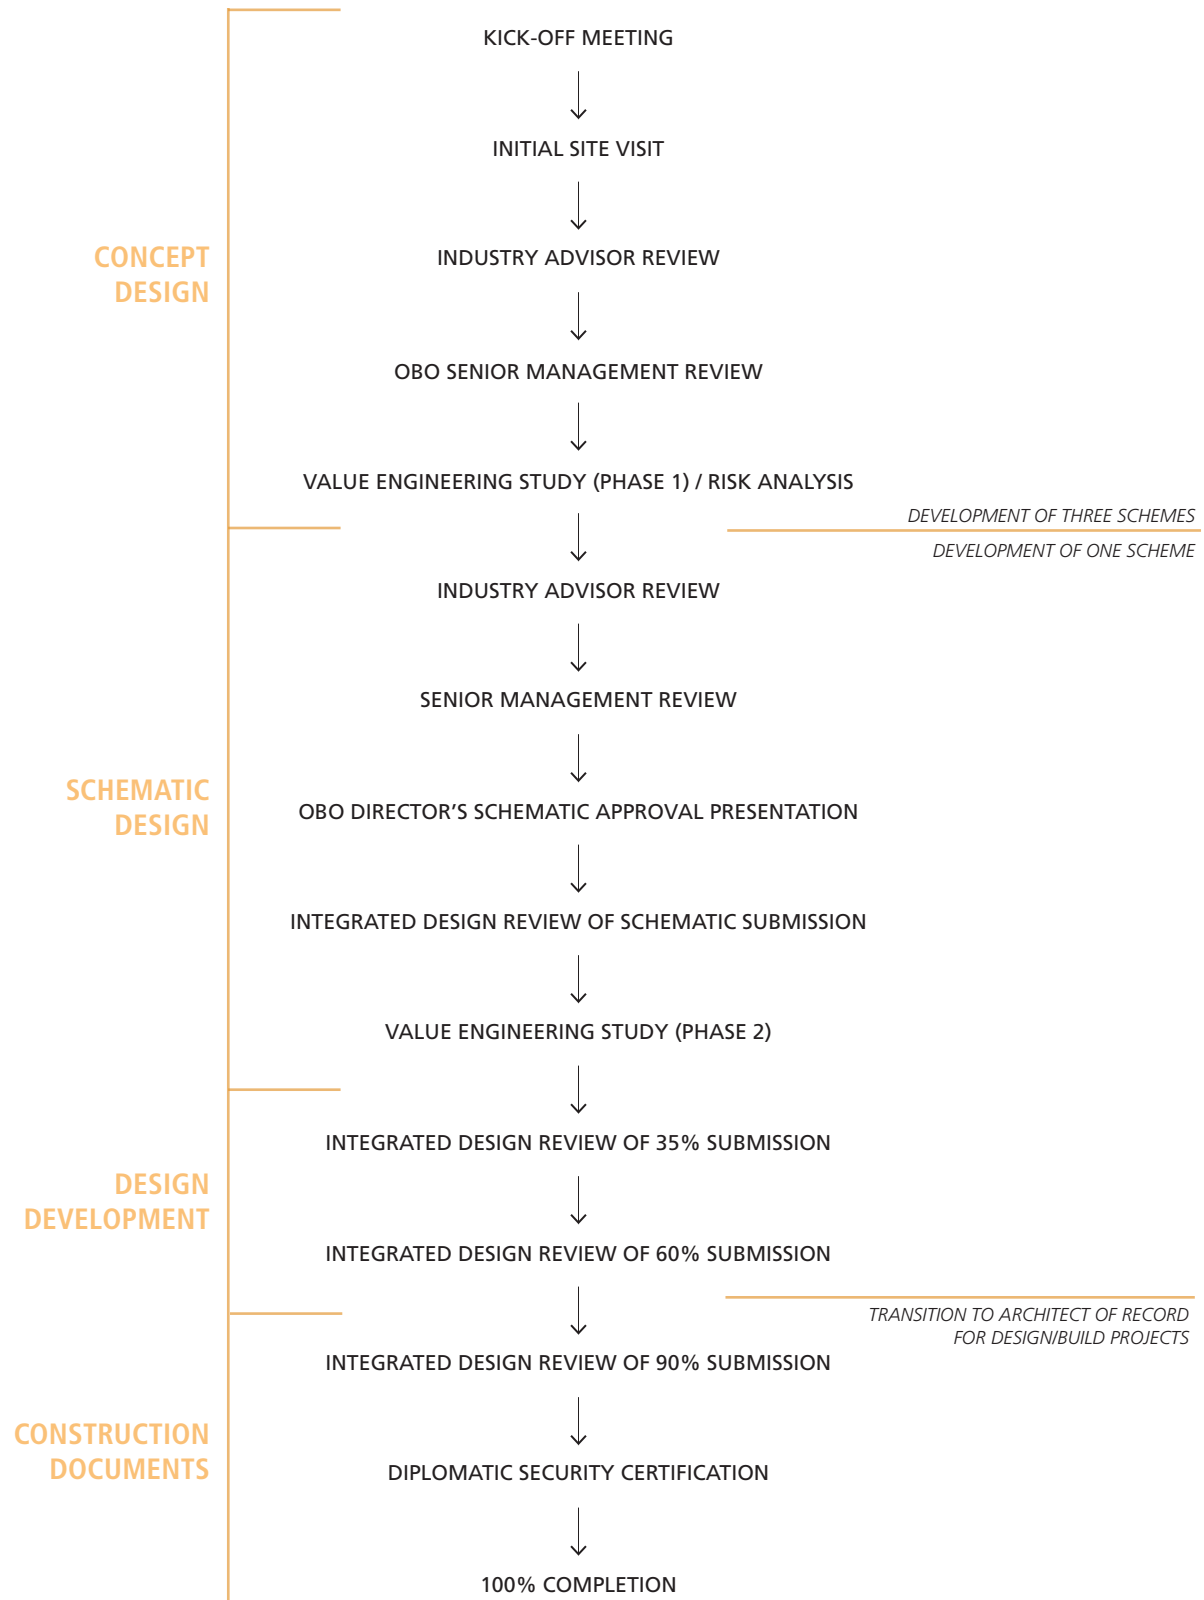 KICK-OFF MEETING
INITIAL SITE VISIT
CONCEPT
DESIGN
INDUSTRY ADVISOR REVIEW
OBO SENIOR MANAGEMENT REVIEW
VALUE ENGINEERING STUDY (PHASE 1) / RISK ANALYSIS
DEVELOPMENT OF THREE SCHEMES
DEVELOPMENT OF ONE SCHEME
INDUSTRY ADVISOR REVIEW
SENIOR MANAGEMENT REVIEW
SCHEMATIC
DESIGN
OBO DIRECTOR’S SCHEMATIC APPROVAL PRESENTATION
INTEGRATED DESIGN REVIEW OF SCHEMATIC SUBMISSION
VALUE ENGINEERING STUDY (PHASE 2)
INTEGRATED DESIGN REVIEW OF 35% SUBMISSION
DESIGN
DEVELOPMENT
INTEGRATED DESIGN REVIEW OF 60% SUBMISSION
TRANSITION TO ARCHITECT OF RECORD
FOR DESIGN/BUILD PROJECTS
INTEGRATED DESIGN REVIEW OF 90% SUBMISSION
CONSTRUCTION
DOCUMENTS
DIPLOMATIC SECURITY CERTIFICATION
100% COMPLETION